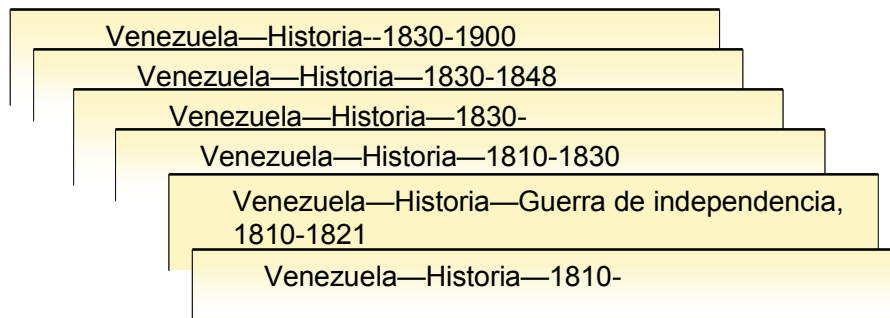 Venezuela—Historia--1830-1900
Venezuela—Historia—1830-1848
Venezuela—Historia—1830-
Venezuela—Historia—1810-1830
Venezuela—Historia—Guerra de independencia,
1810-1821
Venezuela—Historia—1810-